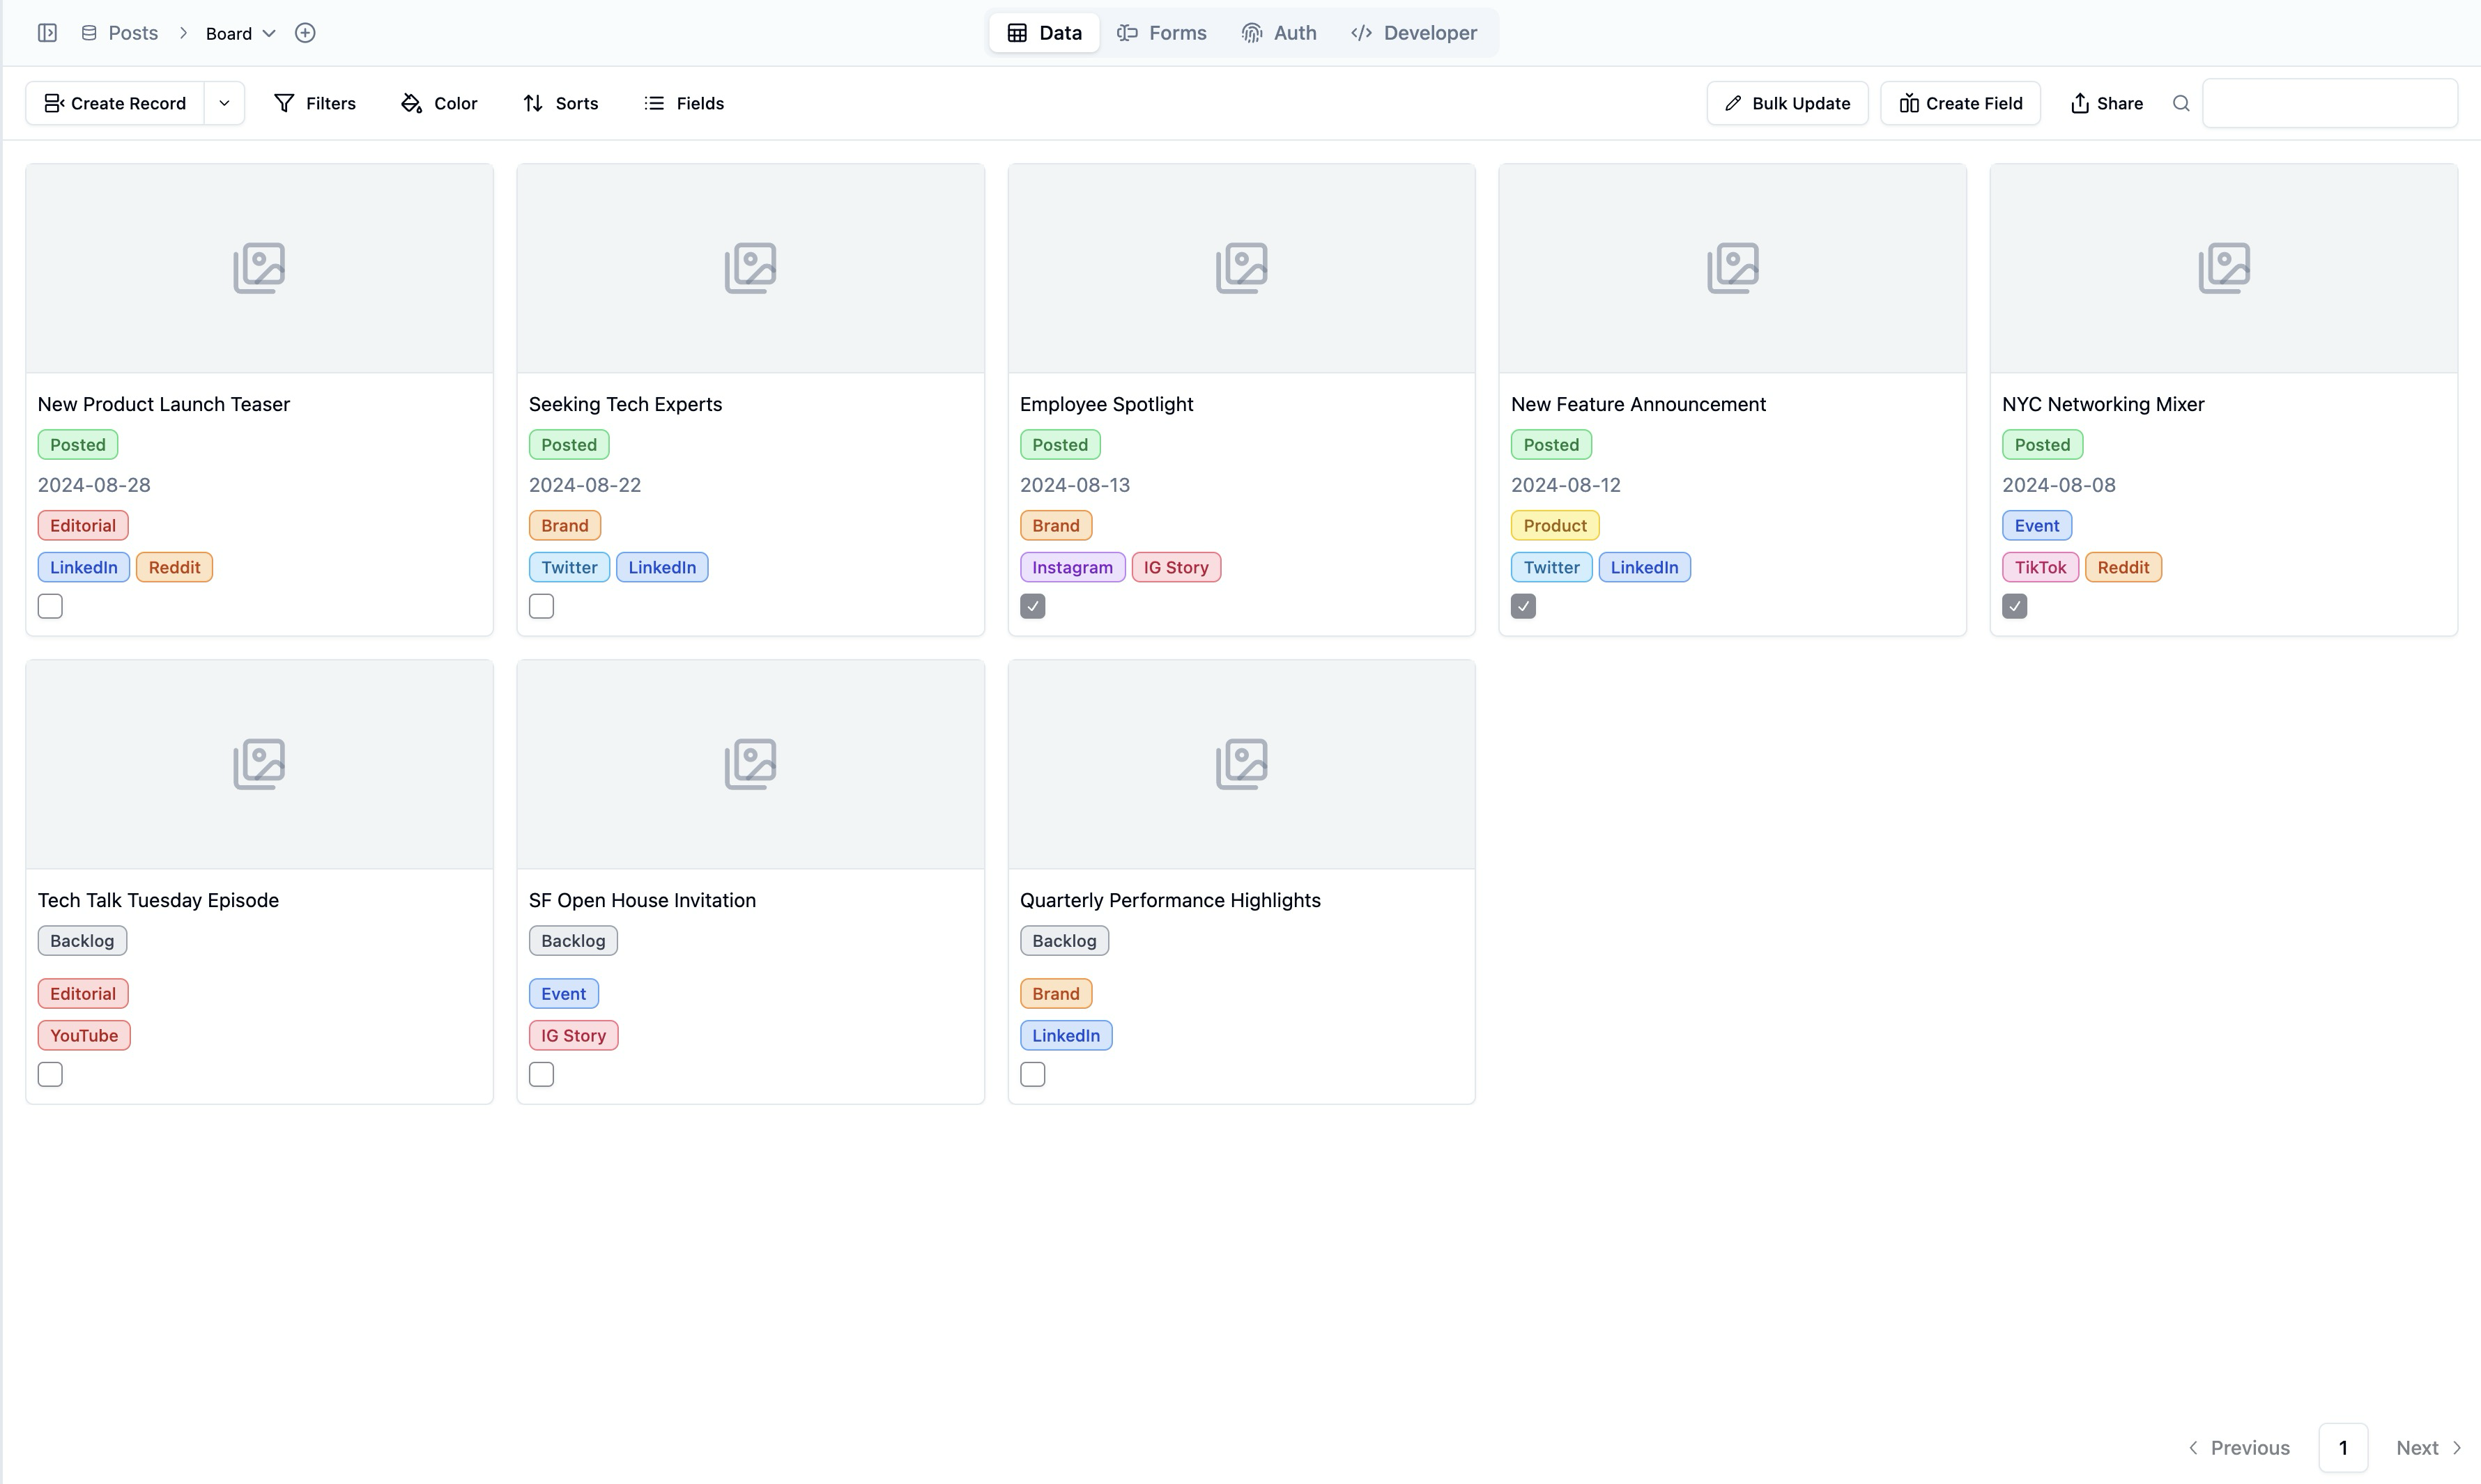 Posts > Board
Data Forms Auth Developer
Create Record Filters Color Sorts Fields
Bulk Update Create Field Share
New Product Launch Teaser
Posted
2024-08-28
Editorial
LinkedIn Reddit
Seeking Tech Experts
Posted
2024-08-22
Brand
Twitter LinkedIn
Employee Spotlight
Posted
2024-08-13
Brand
Instagram IG Story
New Feature Announcement
Posted
2024-08-12
Product
Twitter LinkedIn
NYC Networking Mixer
Posted
2024-08-08
Event
TikTok Reddit
Tech Talk Tuesday Episode
Backlog
Editorial
YouTube
SF Open House Invitation
Backlog
Event
IG Story
Quarterly Performance Highlights
Backlog
Brand
LinkedIn
Previous 1 Next